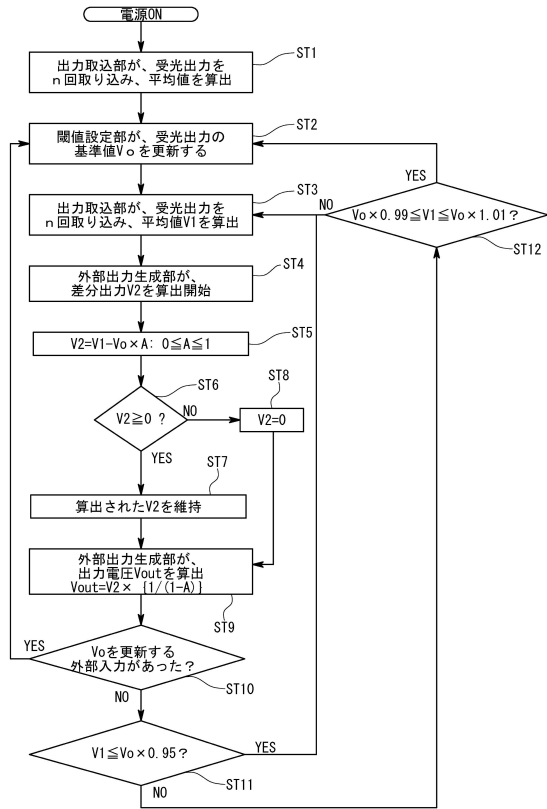 電源ON
出力取込部が、受光出力を
n回取り込み、平均値を算出
ST1
閾値設定部が、受光出力の
基準値Voを更新する
ST2
出力取込部が、受光出力を
n回取り込み、平均値V1を算出
ST3
外部出力生成部が、
差分出力V2を算出開始
ST4
V2=V1-Vo×A: 0≦A≦1
ST5
V2≧0 ?
ST6
NO
YES
V2=0
ST8
算出されたV2を維持
ST7
外部出力生成部が、
出力電圧Voutを算出
Vout=V2× {1/(1-A)}
ST9
Voを更新する
外部入力があった?
YES
NO
ST10
V1≦Vo×0.95?
YES
NO
ST11
Vo×0.99≦V1≦Vo×1.01?
YES
NO
ST12